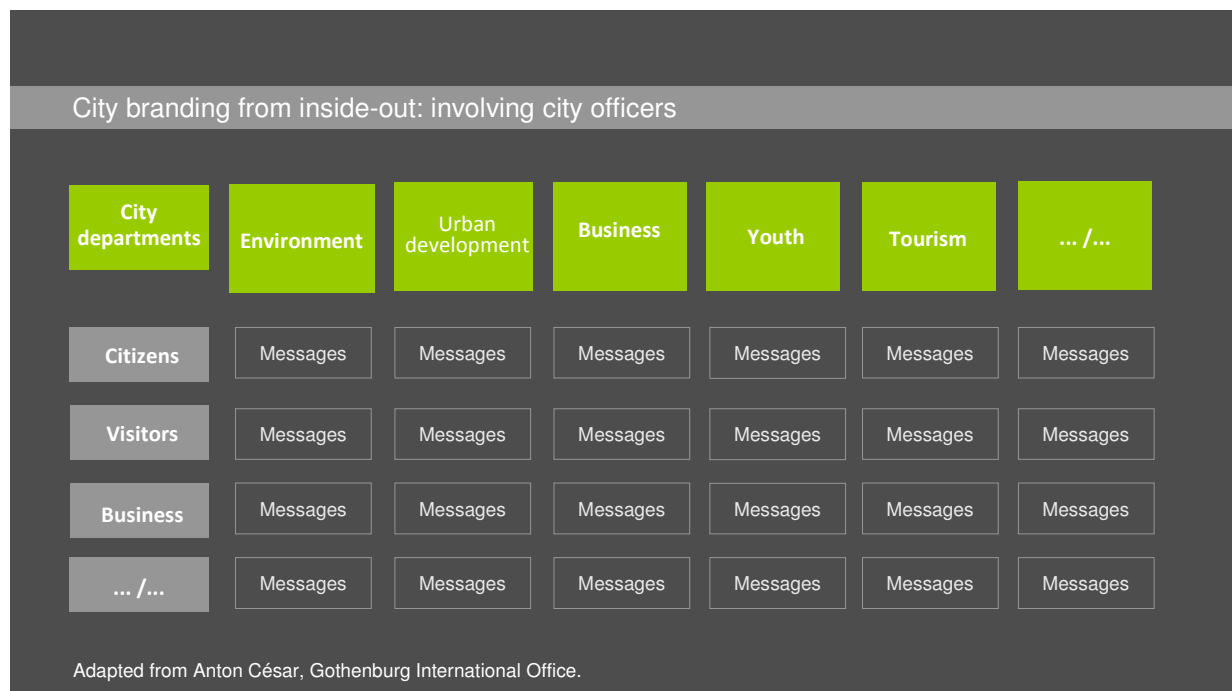 City branding from inside-out: involving city officers
City
departments
Environment
Urban
development
Business
Youth
Tourism
... /...
Citizens
Messages
Messages
Messages
Messages
Messages
Messages
Visitors
Messages
Messages
Messages
Messages
Messages
Messages
Business
Messages
Messages
Messages
Messages
Messages
Messages
... /...
Messages
Messages
Messages
Messages
Messages
Messages
Adapted from Anton César, Gothenburg International Office.